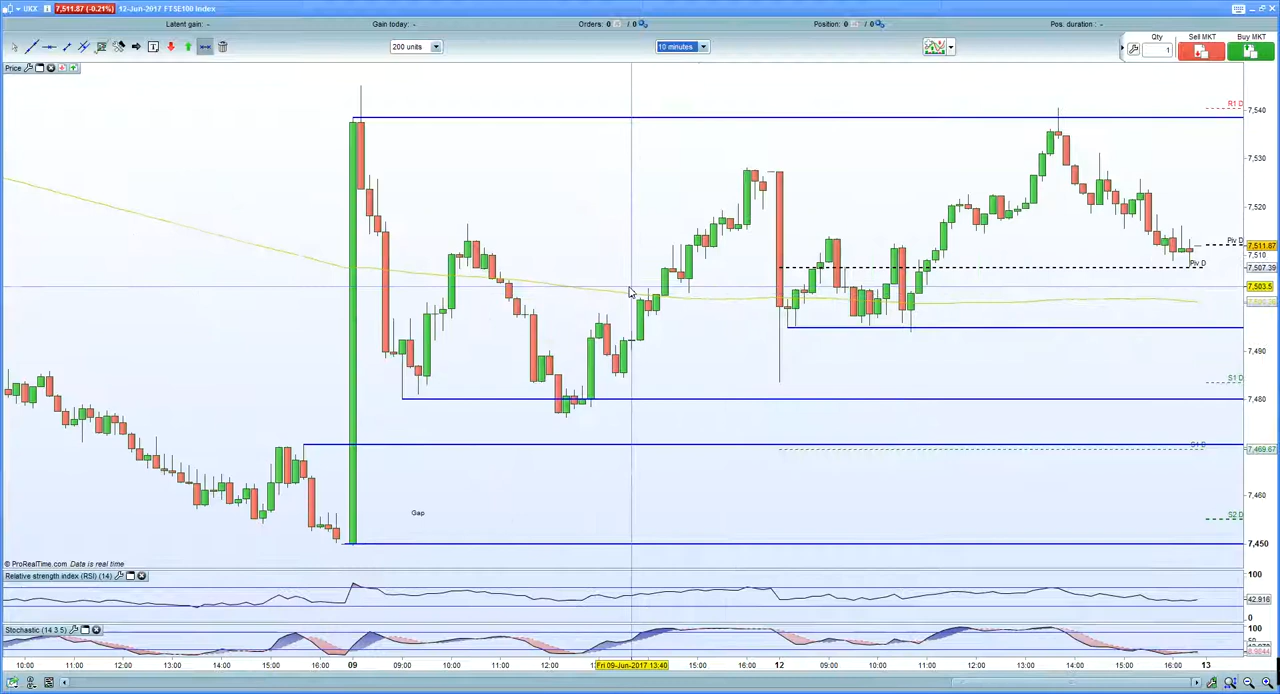 UKX 7,511.87 (-0.21%) 12-Jun-2017 FTSE100 Index
Latent gain: - Gain today: - Orders: 0 / 0 Position: 0 / 0 Pos. duration: -
200 units 10 minutes Qty 1 Sell MKT Buy MKT
Price
R1 D
7,540
7,530
7,520
Piv D 7,511.87
7,510
Piv D 7,507.39
7,503.5
7,490
S1 D
7,480
S1 D
7,469.67
7,460
Gap
S2 D
7,450
© ProRealTime.com Data is real time
Relative strength index (RSI) (14)
100
42.916
0
Stochastic (14 3 5)
100
10:00 11:00 12:00 13:00 14:00 15:00 16:00 09 09:00 10:00 11:00 12:00 Fri 09-Jun-2017 13:40 15:00 16:00 12 09:00 10:00 11:00 12:00 13:00 14:00 15:00 16:00 13